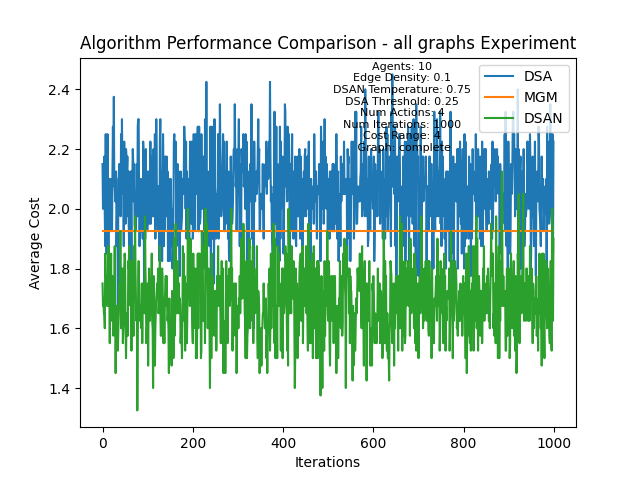 Algorithm Performance Comparison - all graphs Experiment
Agents: 10
Edge Density: 0.1
DSAN Temperature: 0.75
DSA Threshold: 0.25
Num Actions: 4
Num Iterations: 1000
Cost Range: 4
Graph: complete
DSA
MGM
DSAN
Average Cost
2.4
2.2
2.0
1.8
1.6
1.4
0
200
400
600
800
1000
Iterations